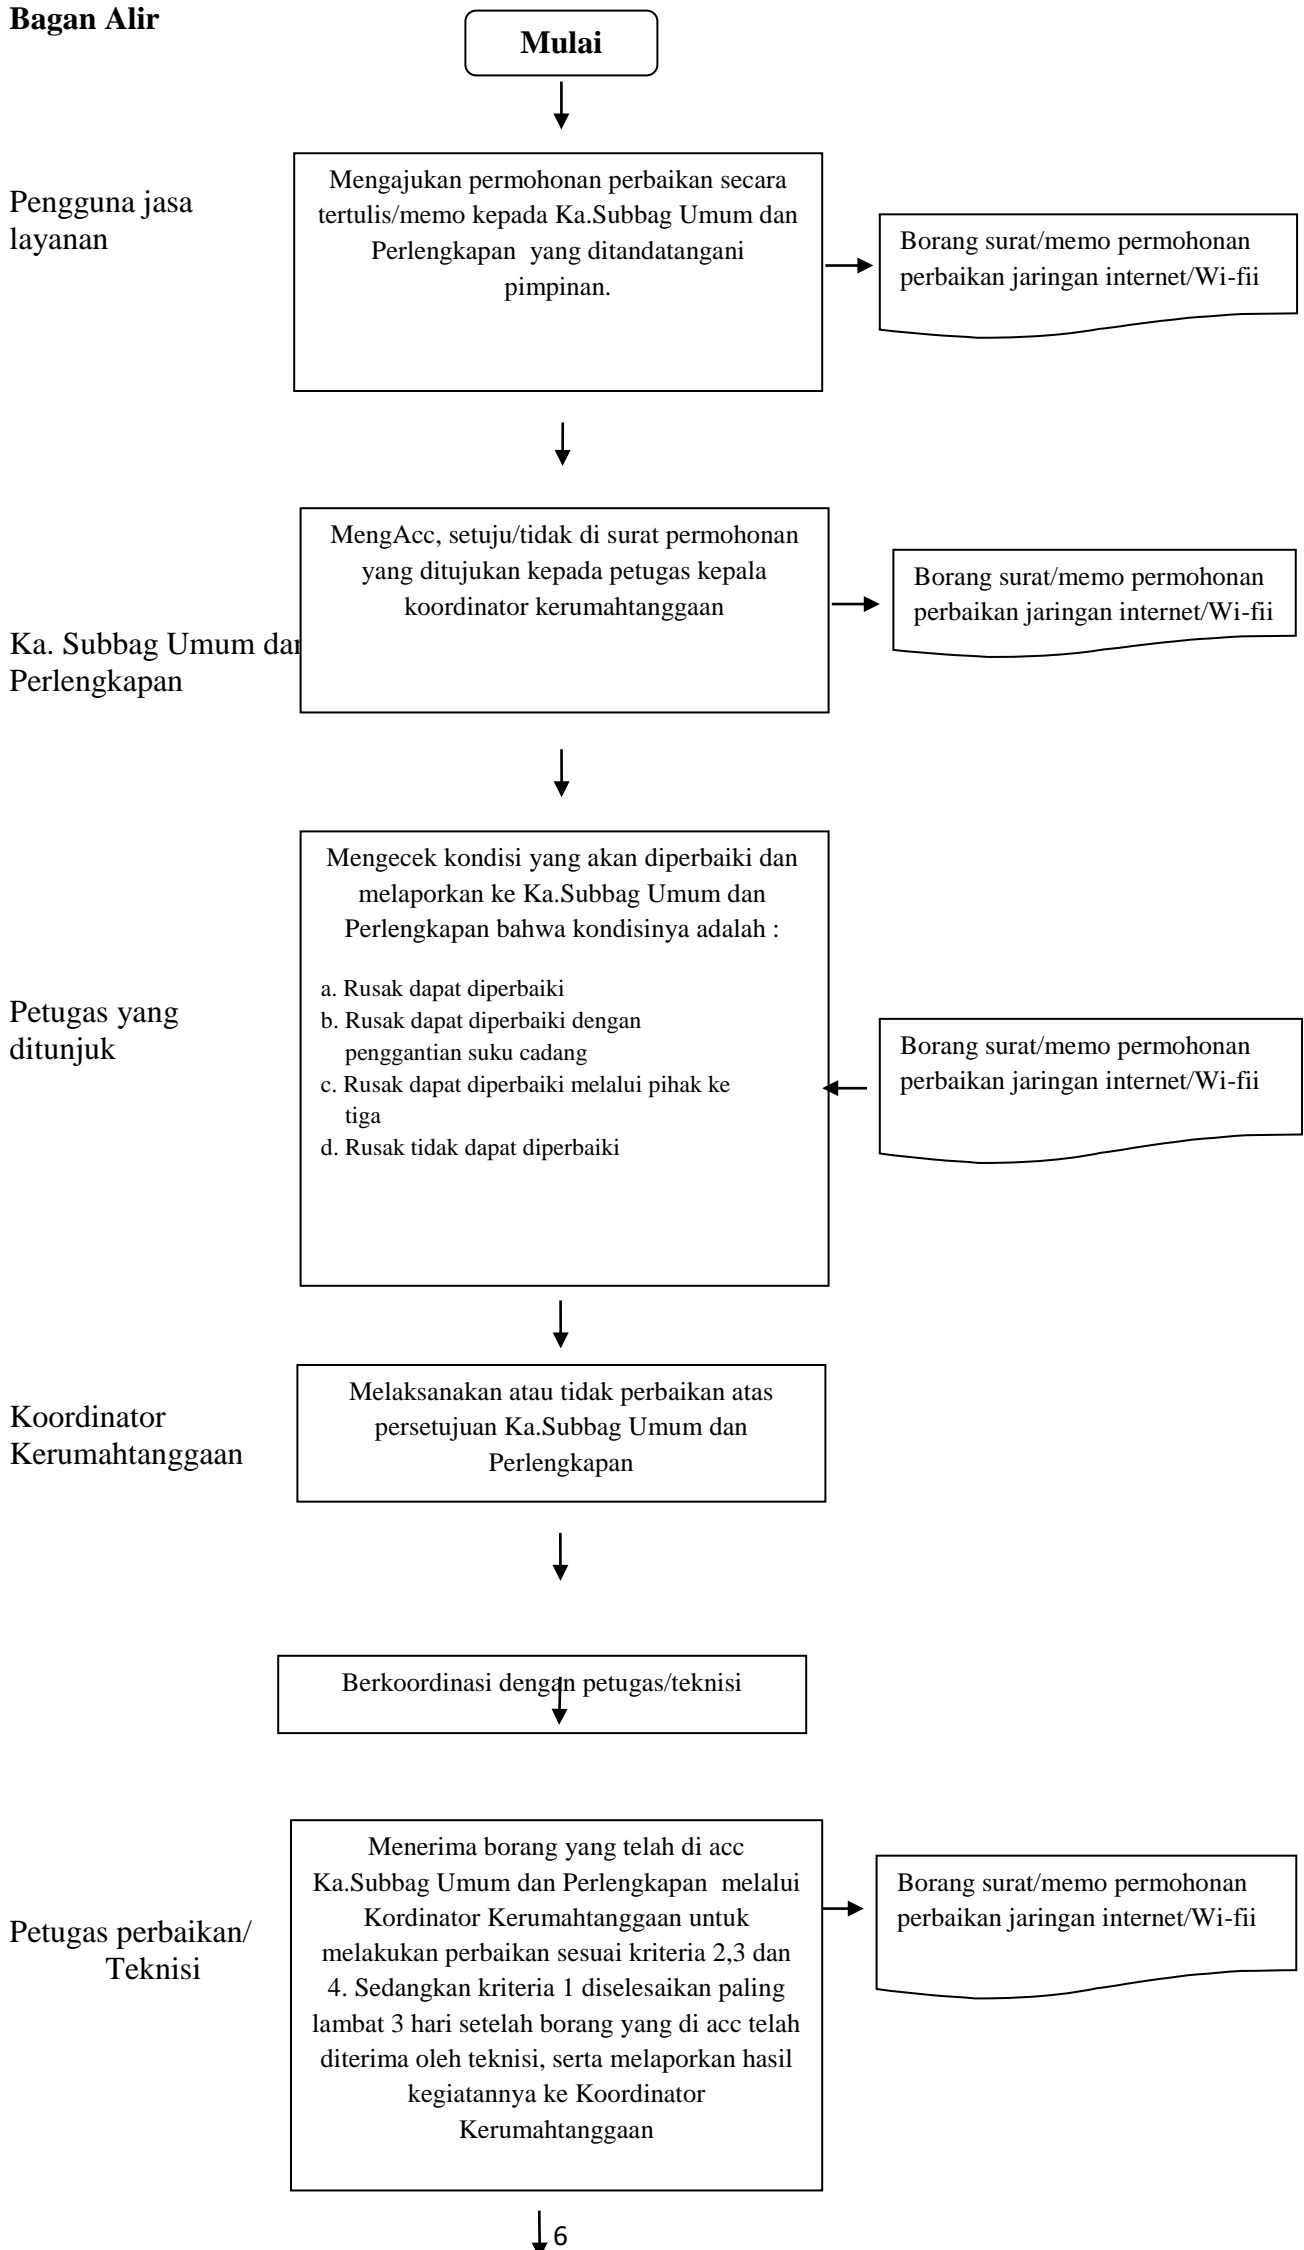 Bagan Alir
Mulai
Pengguna jasa
layanan
Mengajukan permohonan perbaikan secara
tertulis/memo kepada Ka.Subbag Umum dan
Perlengkapan yang ditandatangani
pimpinan.
Borang surat/memo permohonan
perbaikan jaringan internet/Wi-fii
Ka. Subbag Umum dan
Perlengkapan
MengAcc, setuju/tidak di surat permohonan
yang ditujukan kepada petugas kepala
koordinator kerumahtanggaan
Borang surat/memo permohonan
perbaikan jaringan internet/Wi-fii
Petugas yang
ditunjuk
Mengecek kondisi yang akan diperbaiki dan
melaporkan ke Ka.Subbag Umum dan
Perlengkapan bahwa kondisinya adalah :
a. Rusak dapat diperbaiki
b. Rusak dapat diperbaiki dengan
penggantian suku cadang
c. Rusak dapat diperbaiki melalui pihak ke
tiga
d. Rusak tidak dapat diperbaiki
Borang surat/memo permohonan
perbaikan jaringan internet/Wi-fii
Koordinator
Kerumahtanggaan
Melaksanakan atau tidak perbaikan atas
persetujuan Ka.Subbag Umum dan
Perlengkapan
Berkoordinasi dengan petugas/teknisi
Petugas perbaikan/
Teknisi
Menerima borang yang telah di acc
Ka.Subbag Umum dan Perlengkapan melalui
Kordinator Kerumahtanggaan untuk
melakukan perbaikan sesuai kriteria 2,3 dan
4. Sedangkan kriteria 1 diselesaikan paling
lambat 3 hari setelah borang yang di acc telah
diterima oleh teknisi, serta melaporkan hasil
kegiatannya ke Koordinator
Kerumahtanggaan
Borang surat/memo permohonan
perbaikan jaringan internet/Wi-fii
6